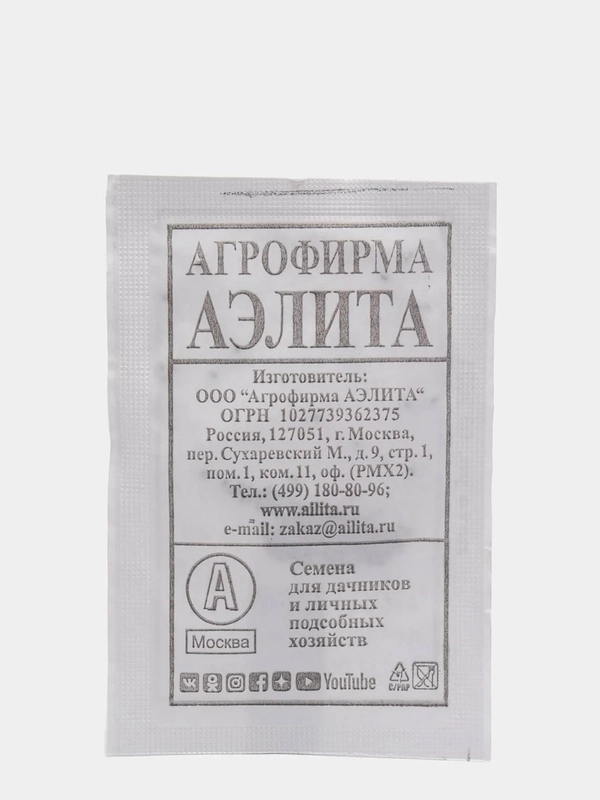 АГРОФИРМА
АЭЛИТА
Изготовитель:
ООО “Агрофирма АЭЛИТА“
ОГРН 1027739362375
Россия, 127051, г. Москва,
пер. Сухаревский М., д. 9, стр. 1,
пом. 1, ком. 11, оф. (РМХ2).
Тел.: (499) 180-80-96;
www.ailita.ru
e-mail: zakaz@ailita.ru
А
Москва
Семена
для дачников
и личных
подсобных
хозяйств
YouTube
C/PAP